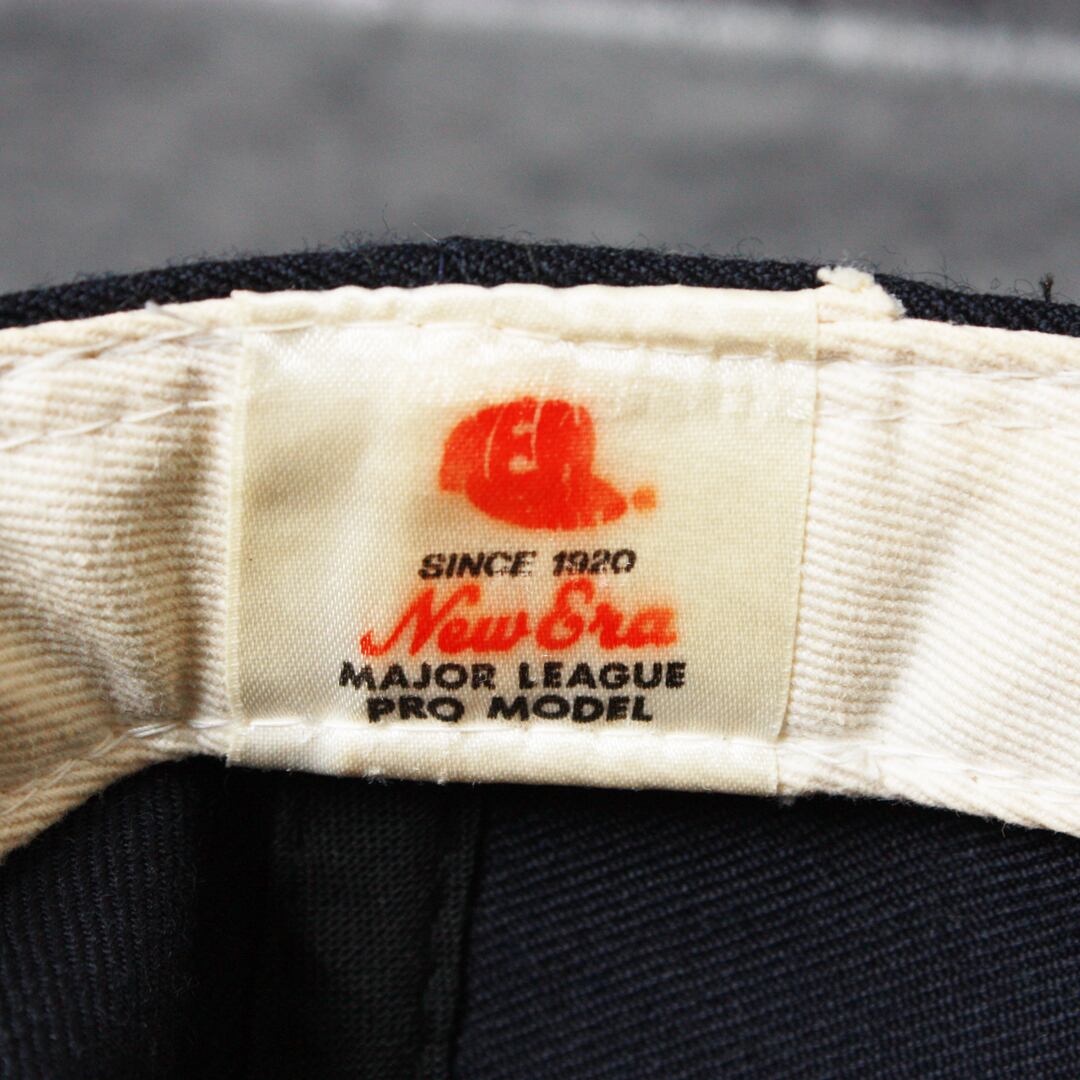 SINCE 1920
New Era
MAJOR LEAGUE
PRO MODEL